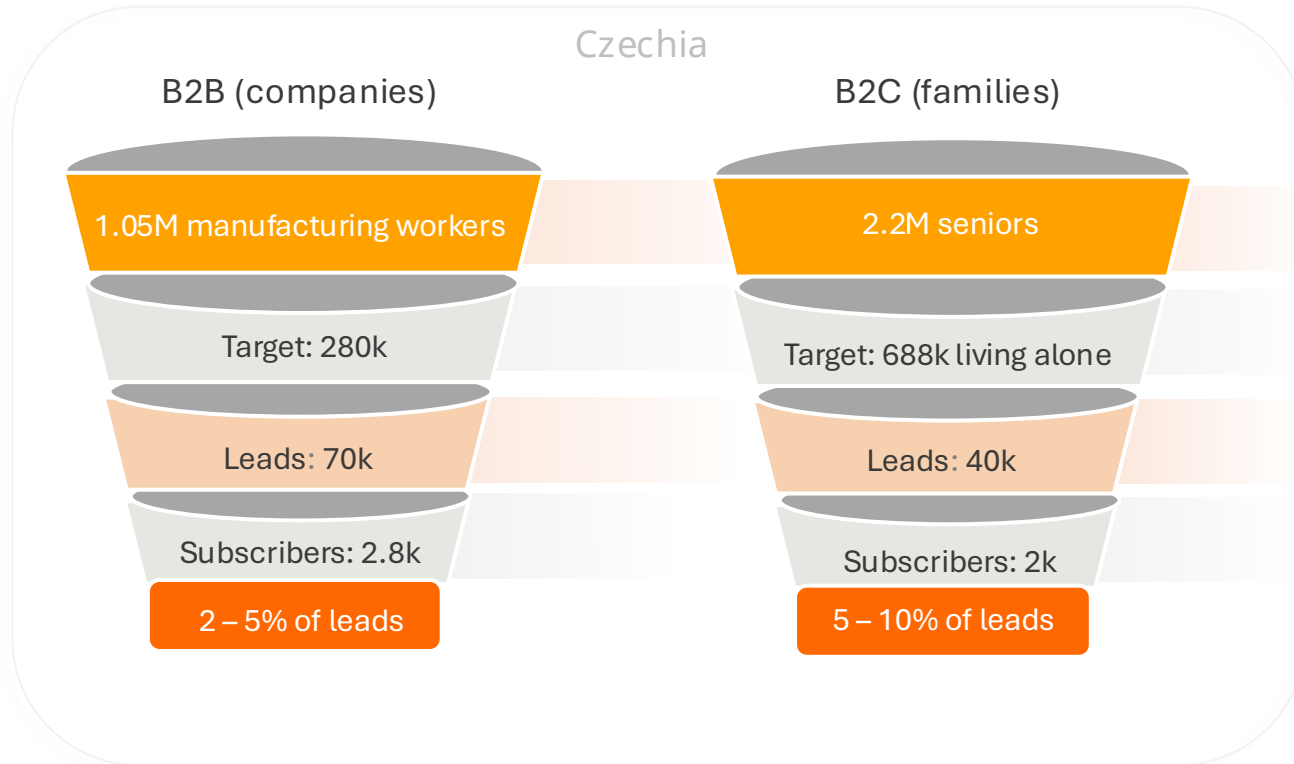 Czechia
B2B (companies)
1.05M manufacturing workers
Target: 280k
Leads: 70k
Subscribers: 2.8k
2 – 5% of leads
B2C (families)
2.2M seniors
Target: 688k living alone
Leads: 40k
Subscribers: 2k
5 – 10% of leads